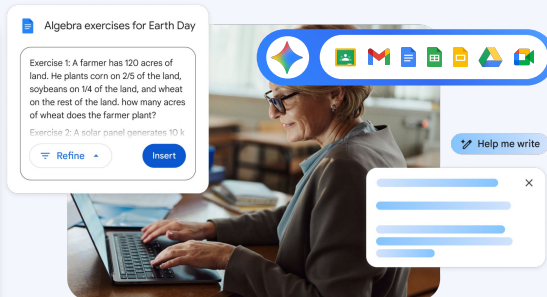 Algebra exercises for Earth Day
Exercise 1: A farmer has 120 acres of
land. He plants corn on 2/5 of the land,
soybeans on 1/4 of the land, and wheat
on the rest of the land. how many acres
of wheat does the farmer plant?
Exercise 2: A solar panel generates 10 k
Refine
Insert
Help me write